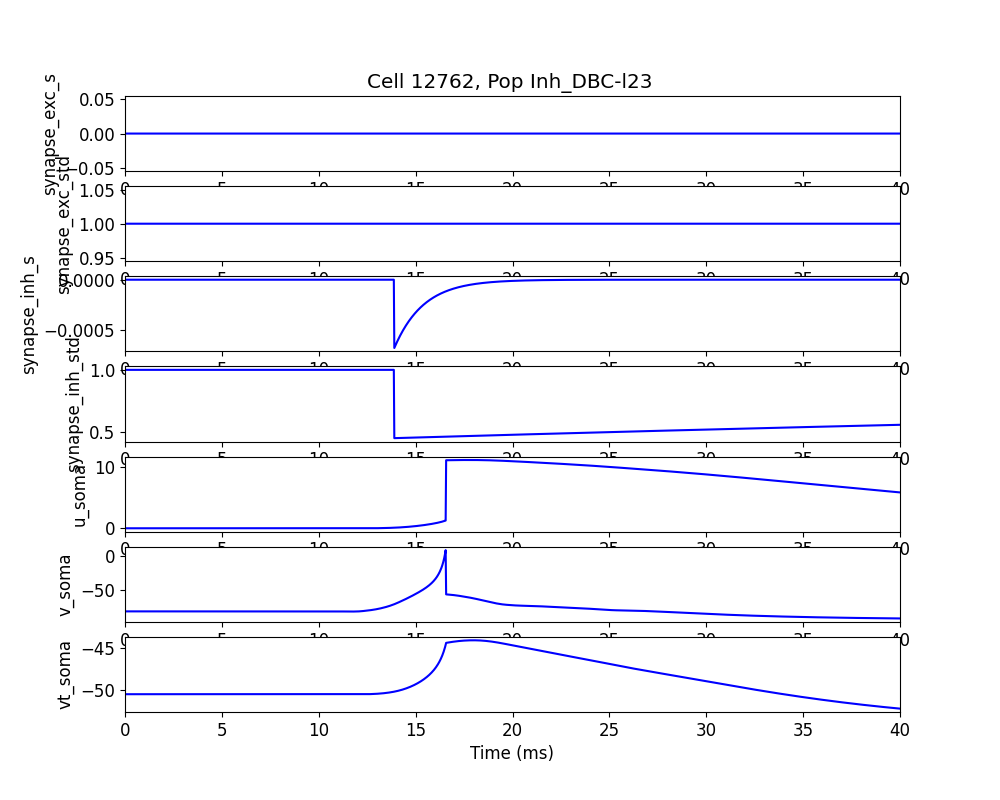 Cell 12762, Pop Inh_DBC-l23
synapse_exc_s
0.05
0.00
−0.05
synapse_exc_std
1.05
1.00
0.95
synapse_inh_s
0.0000
−0.0005
synapse_inh_std
1.0
0.5
u_soma
10
0
v_soma
0
−50
vt_soma
−45
−50
0 5 10 15 20 25 30 35 40
Time (ms)